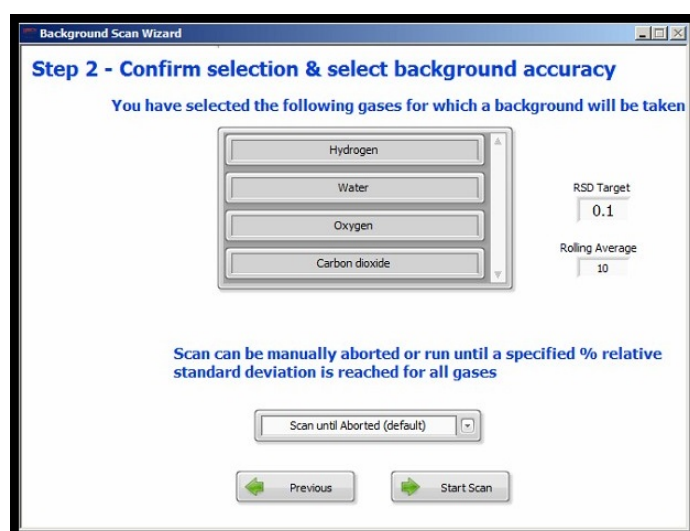 Background Scan Wizard
Step 2 - Confirm selection & select background accuracy
You have selected the following gases for which a background will be taken
Hydrogen
Water
Oxygen
Carbon dioxide
RSD Target
0.1
Rolling Average
10
Scan can be manually aborted or run until a specified % relative
standard deviation is reached for all gases
Scan until Aborted (default)
Previous
Start Scan